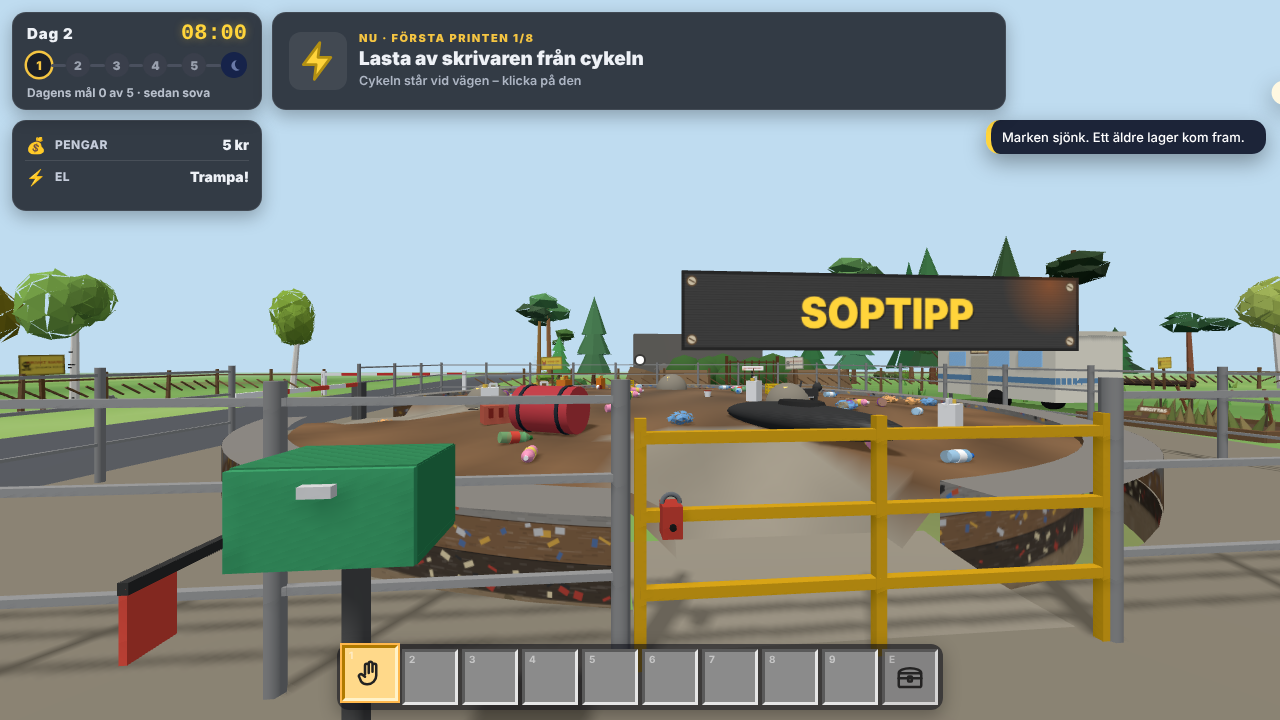 Dag 2
08:00
1 2 3 4 5
Dagens mål 0 av 5 · sedan sova
PENGAR 5 kr
EL Trampa!
NU · FÖRSTA PRINTEN 1/8
Lasta av skrivaren från cykeln
Cykeln står vid vägen – klicka på den
Marken sjönk. Ett äldre lager kom fram.
SOPTIPP
2 3 4 5 6 7 8 9 E